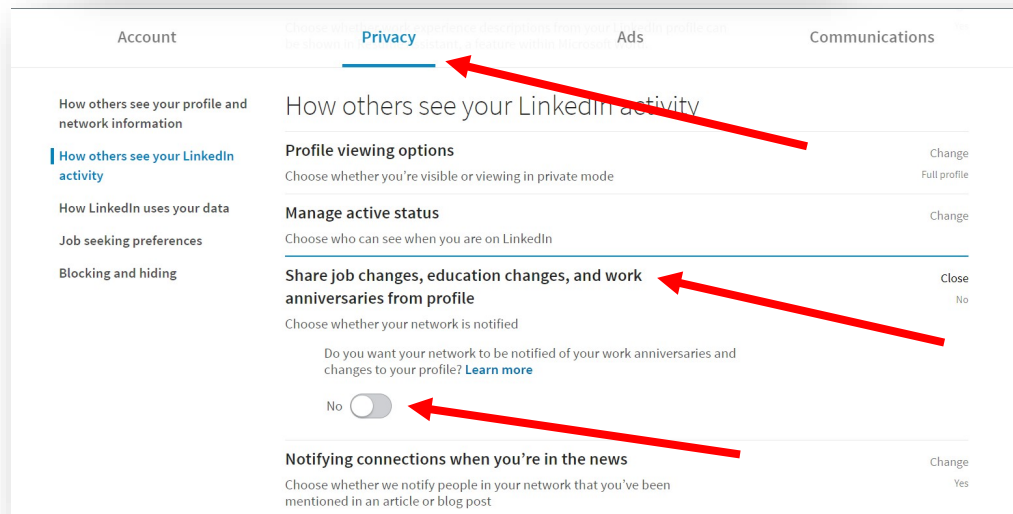 Account
Privacy
Ads
Communications
How others see your profile and
network information
How others see your LinkedIn
activity
How LinkedIn uses your data
Job seeking preferences
Blocking and hiding
How others see your LinkedIn activity
Profile viewing options
Change
Choose whether you're visible or viewing in private mode
Full profile
Manage active status
Change
Choose who can see when you are on LinkedIn
Share job changes, education changes, and work
anniversaries from profile
Close
No
Choose whether your network is notified
Do you want your network to be notified of your work anniversaries and
changes to your profile? Learn more
No
Notifying connections when you're in the news
Change
Choose whether we notify people in your network that you've been
mentioned in an article or blog post
Yes